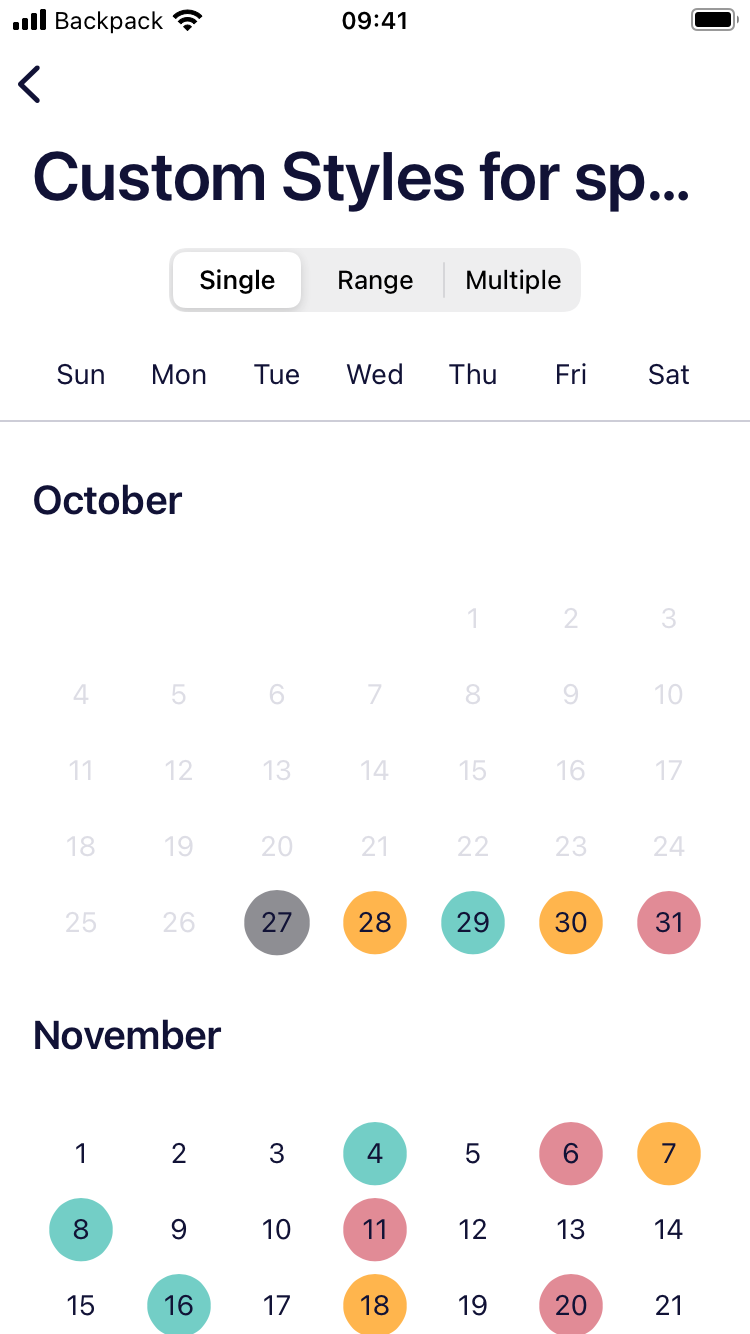 Backpack 09:41
Custom Styles for sp...
Single Range Multiple
Sun Mon Tue Wed Thu Fri Sat
October
1 2 3
4 5 6 7 8 9 10
11 12 13 14 15 16 17
18 19 20 21 22 23 24
25 26 27 28 29 30 31
November
1 2 3 4 5 6 7
8 9 10 11 12 13 14
15 16 17 18 19 20 21